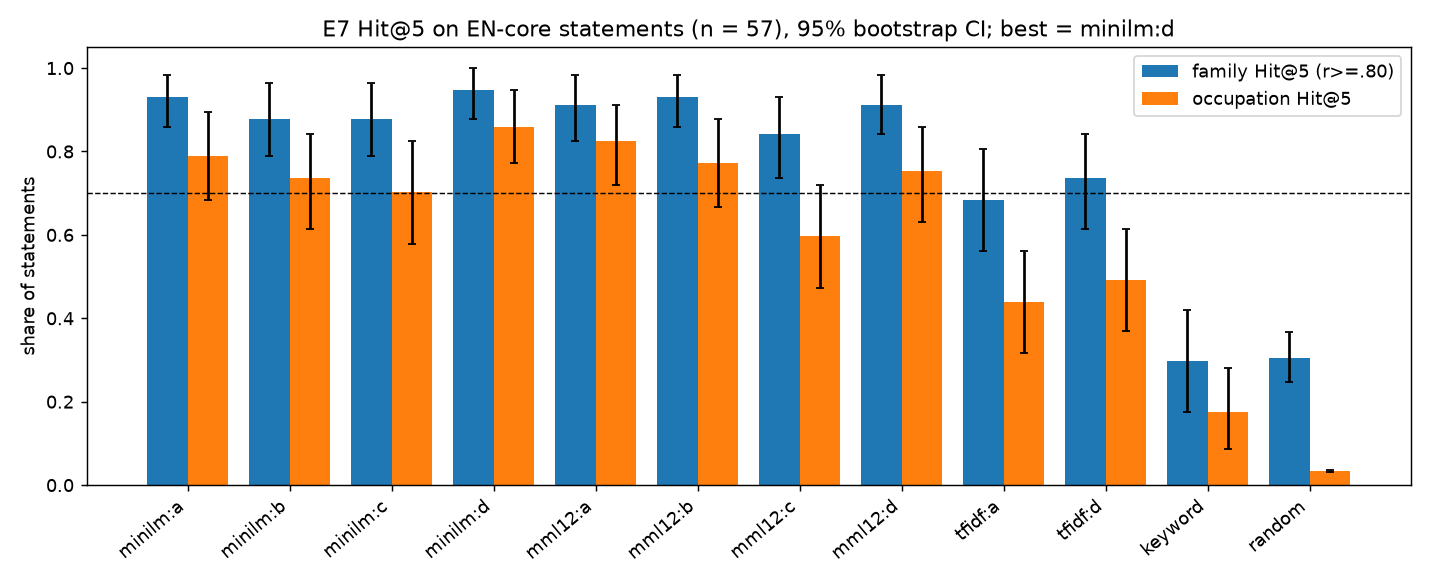 E7 Hit@5 on EN-core statements (n = 57), 95% bootstrap CI; best = minilm:d
family Hit@5 (r>=.80)
occupation Hit@5
share of statements
1.0
0.8
0.6
0.4
0.2
0.0
minilm:a
minilm:b
minilm:c
minilm:d
mml12:a
mml12:b
mml12:c
mml12:d
tfidf:a
tfidf:d
keyword
random